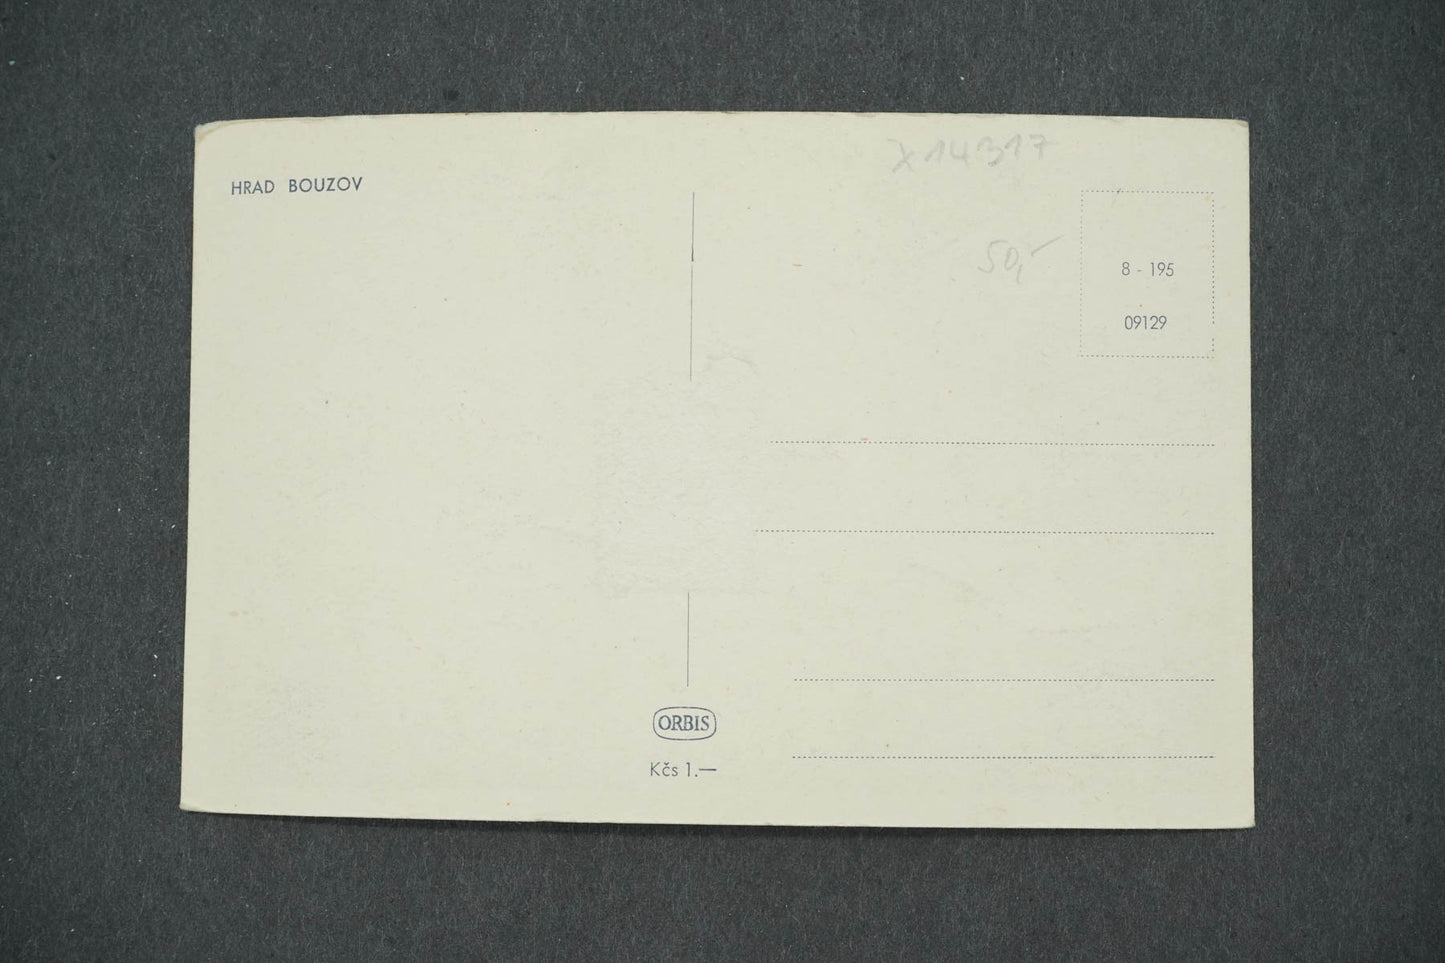 HRAD BOUZOV
x14317
50,-
8 - 195
09129
ORBIS
Kčs 1.—